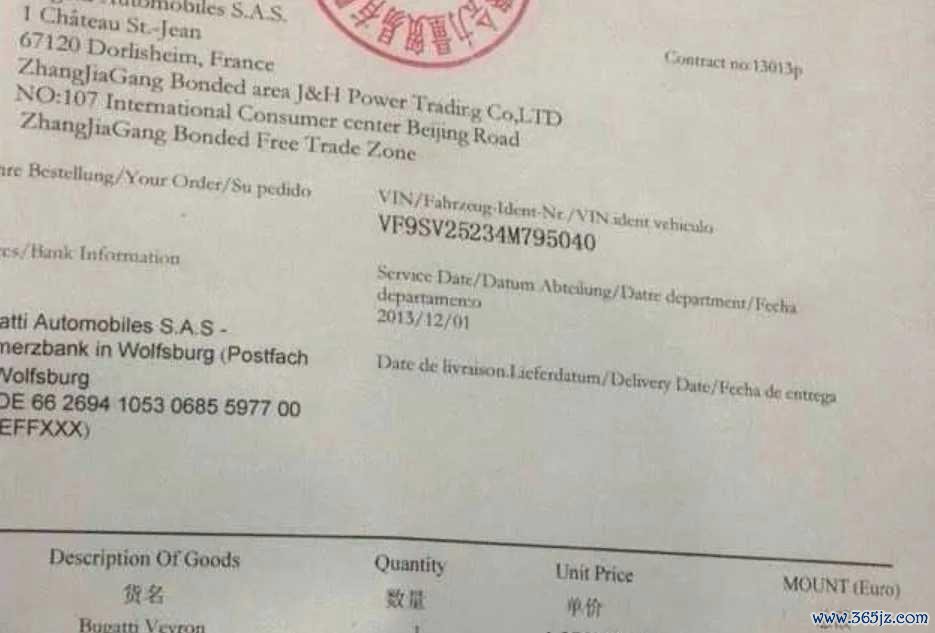 Automobiles S.A.S.
1 Château St.-Jean
67120 Dorlisheim, France
ZhangJiaGang Bonded area J&H Power Trading Co,LTD
NO:107 International Consumer center Beijing Road
ZhangJiaGang Bonded Free Trade Zone
Contract no:13013p
re Bestellung/Your Order/Su pedido
VIN/Fahrzeug-Ident-Nr./VIN.ident vehiculo
VF9SV25234M795040
es/Bank Information
Service Date/Datum Abteilung/Datre department/Fecha
departamento
2013/12/01
atti Automobiles S.A.S -
merzbank in Wolfsburg (Postfach
Wolfsburg
DE 66 2694 1053 0685 5977 00
EFFXXX)
Date de livraison.Lieferdatum/Delivery Date/Fecha de entrega
Description Of Goods
Quantity
Unit Price
MOUNT (Euro)
货名
数量
单价
Bugatti Veyron
1
www.365jz.com